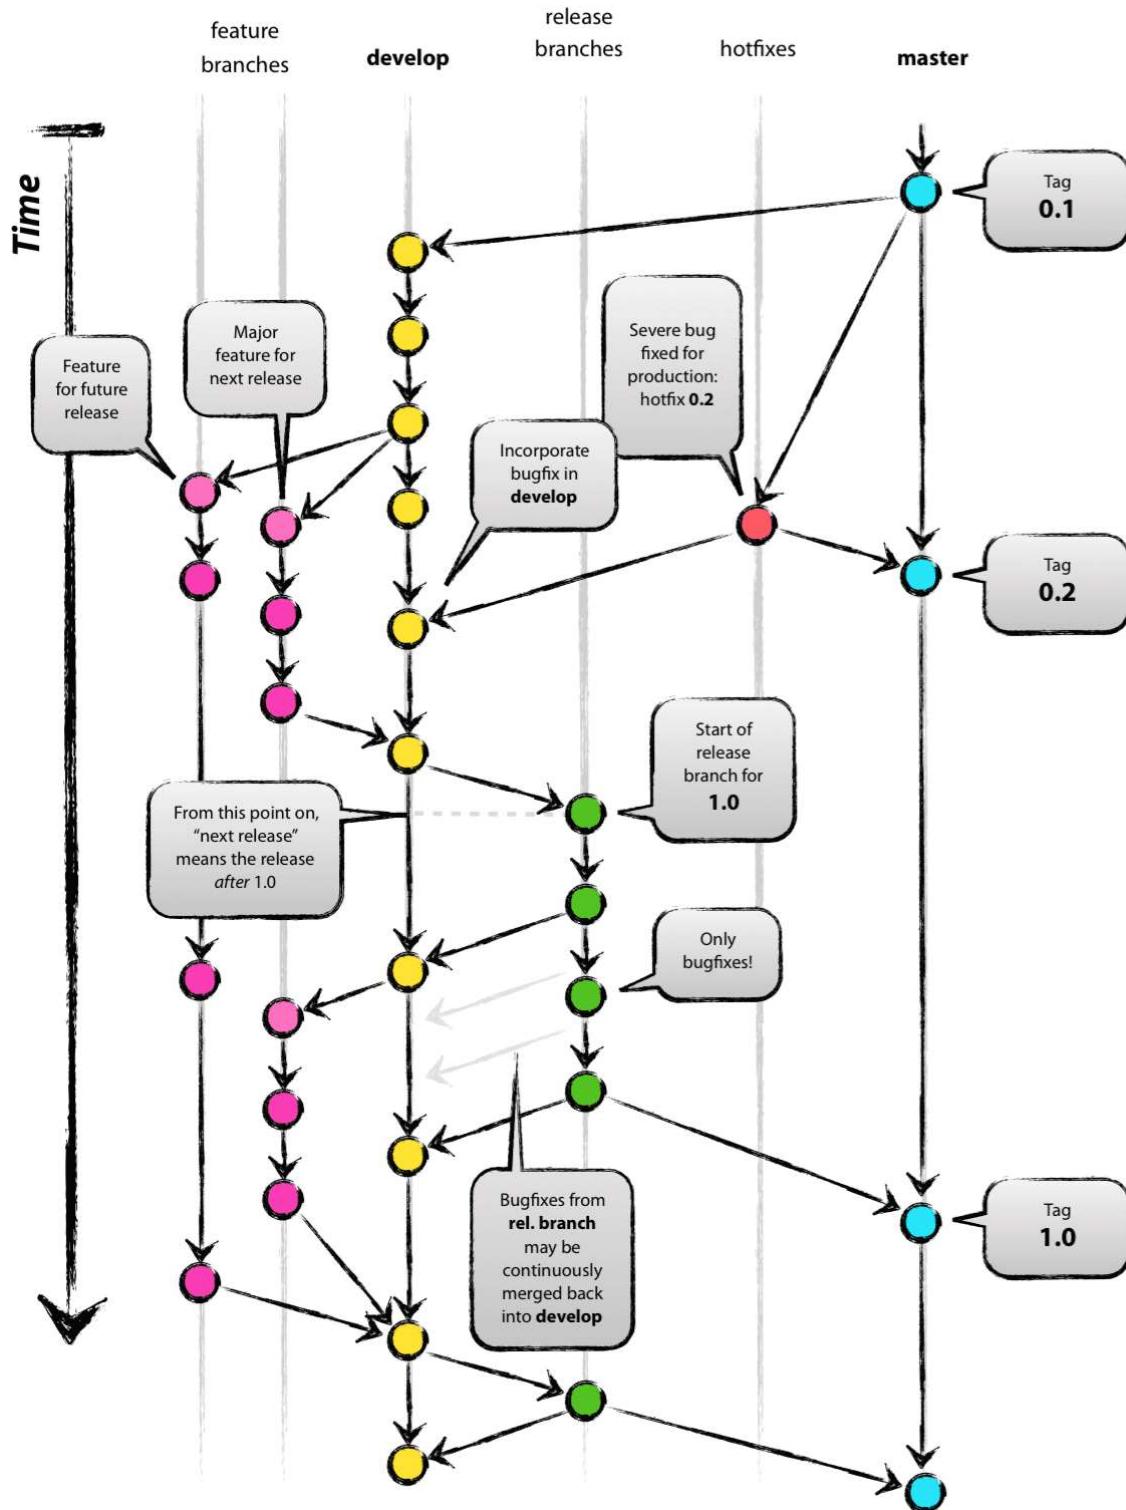 feature
branches
develop
release
branches
hotfixes
master
Time
Tag
0.1
Major
feature for
next release
Severe bug
fixed for
production:
hotfix 0.2
Feature
for future
release
Incorporate
bugfix in
develop
Tag
0.2
Start of
release
branch for
1.0
From this point on,
“next release”
means the release
after 1.0
Only
bugfixes!
Bugfixes from
rel. branch
may be
continuously
merged back
into develop
Tag
1.0